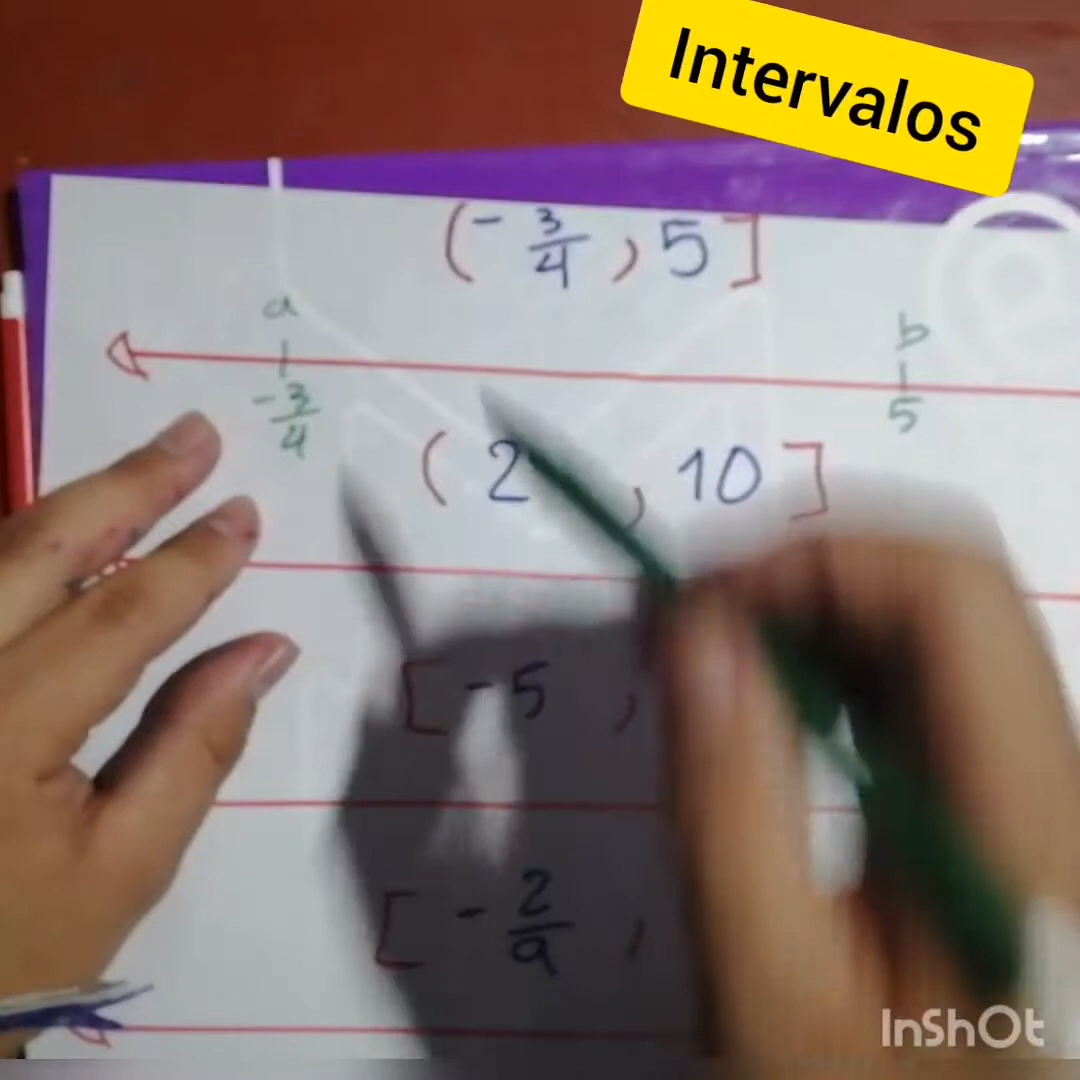 Intervalos
(-3/4, 5]
a b
-3/4 5
(2, 10]
[-5 ,
[-2/9 ,
InShOt